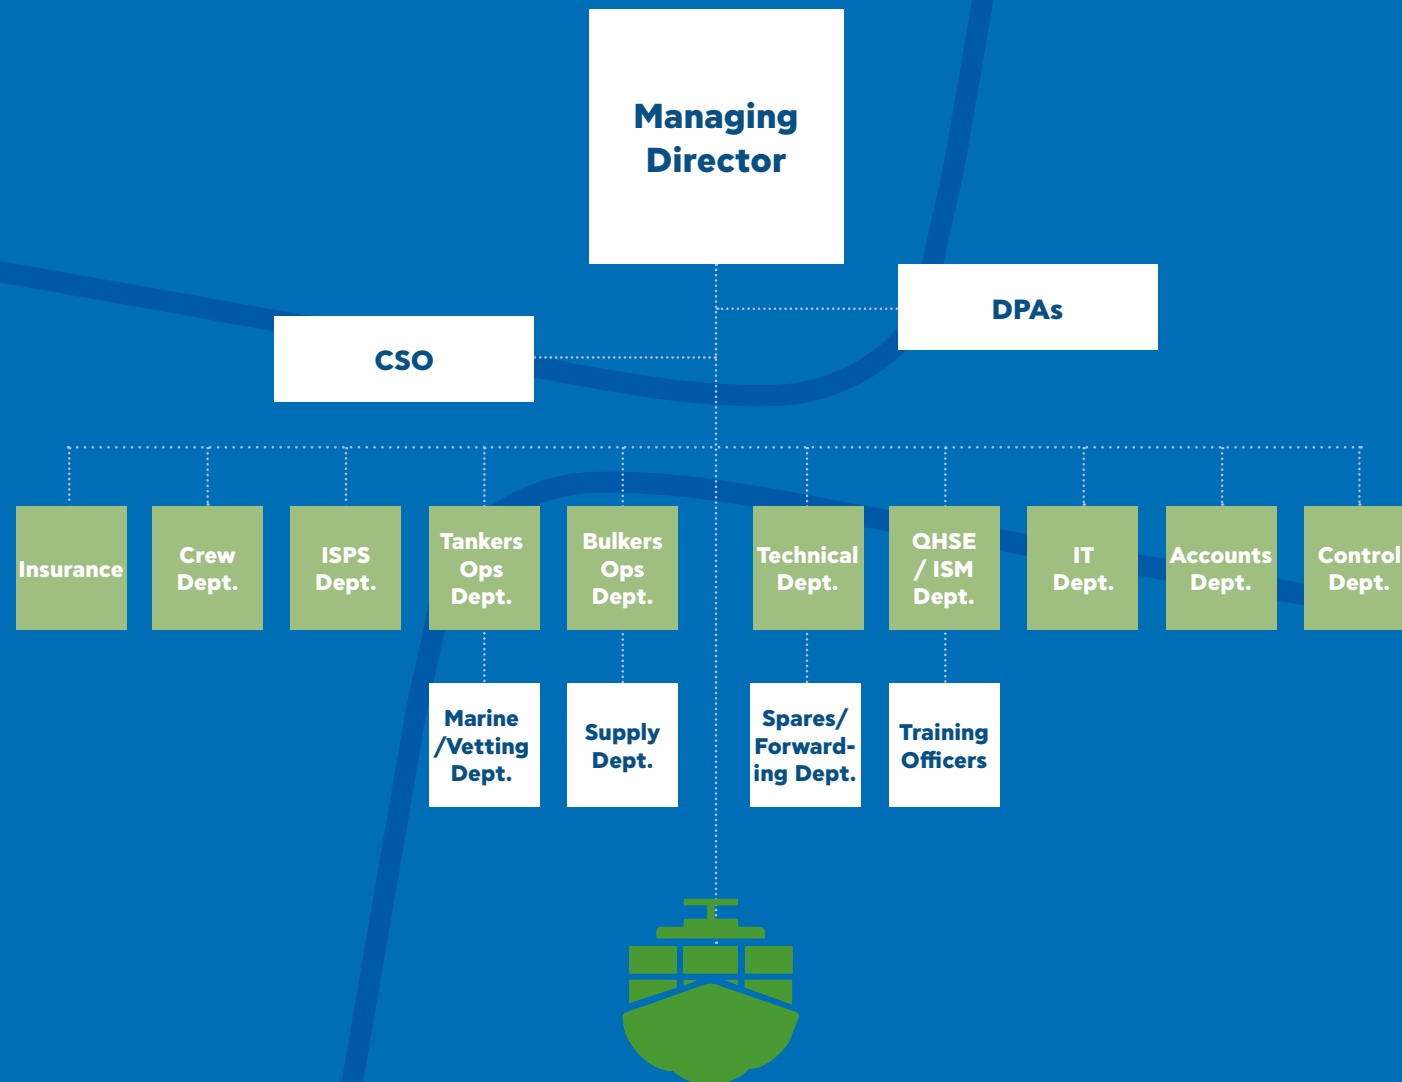 Managing
Director
DPAs
CSO
Insurance
Crew
Dept.
ISPS
Dept.
Tankers
Ops
Dept.
Bulkers
Ops
Dept.
Technical
Dept.
QHSE
/ ISM
Dept.
IT
Dept.
Accounts
Dept.
Control
Dept.
Marine
/Vetting
Dept.
Supply
Dept.
Spares/
Forward-
ing Dept.
Training
Officers